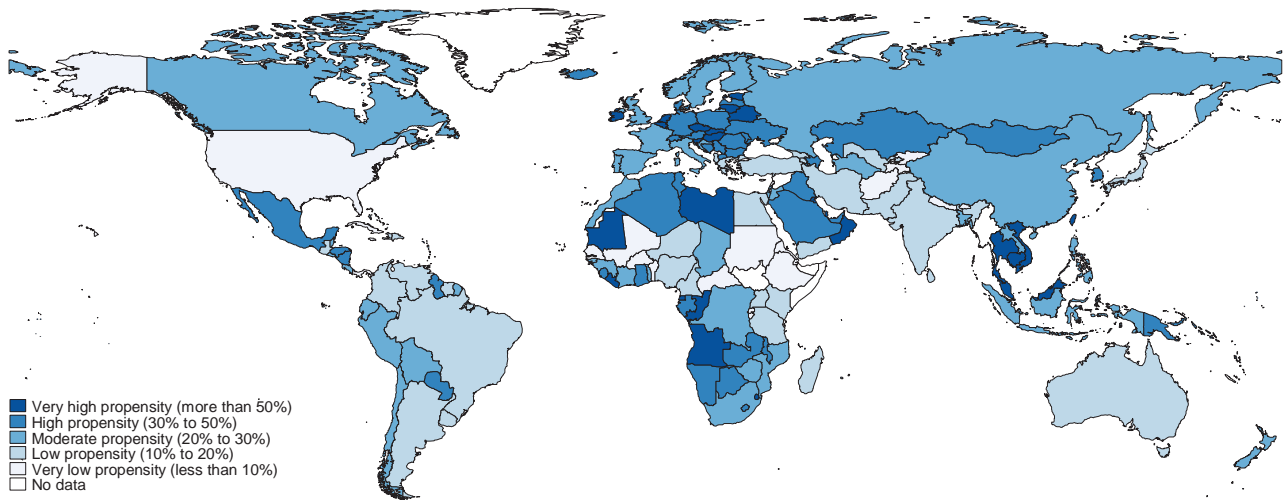 Very high propensity (more than 50%)
High propensity (30% to 50%)
Moderate propensity (20% to 30%)
Low propensity (10% to 20%)
Very low propensity (less than 10%)
No data